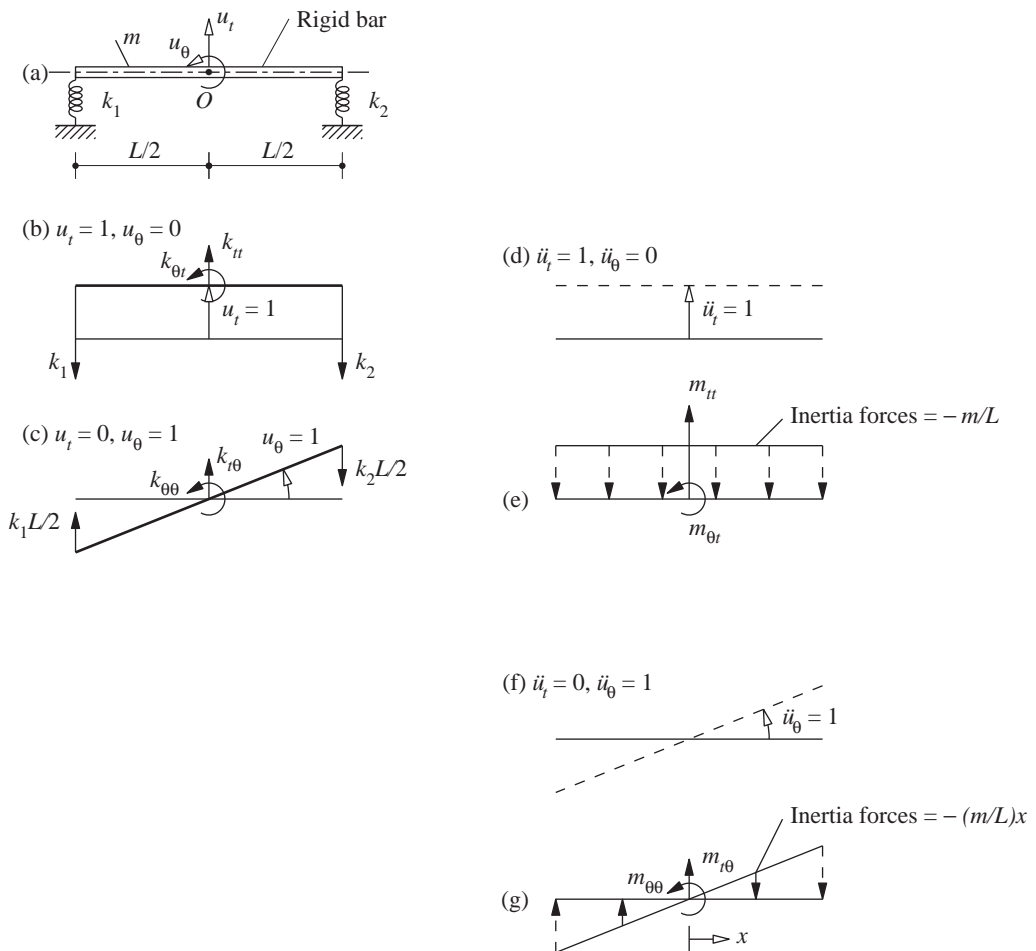 (a)
m
u_θ
u_t
Rigid bar
k_1
O
k_2
L/2
L/2
(b) u_t = 1, u_θ = 0
k_θt
k_tt
u_t = 1
k_1
k_2
(c) u_t = 0, u_θ = 1
k_θθ
k_tθ
u_θ = 1
k_1L/2
k_2L/2
(d) ü_t = 1, ü_θ = 0
ü_t = 1
m_tt
Inertia forces = − m/L
(e)
m_θt
(f) ü_t = 0, ü_θ = 1
ü_θ = 1
Inertia forces = − (m/L)x
m_θθ
m_tθ
(g)
x